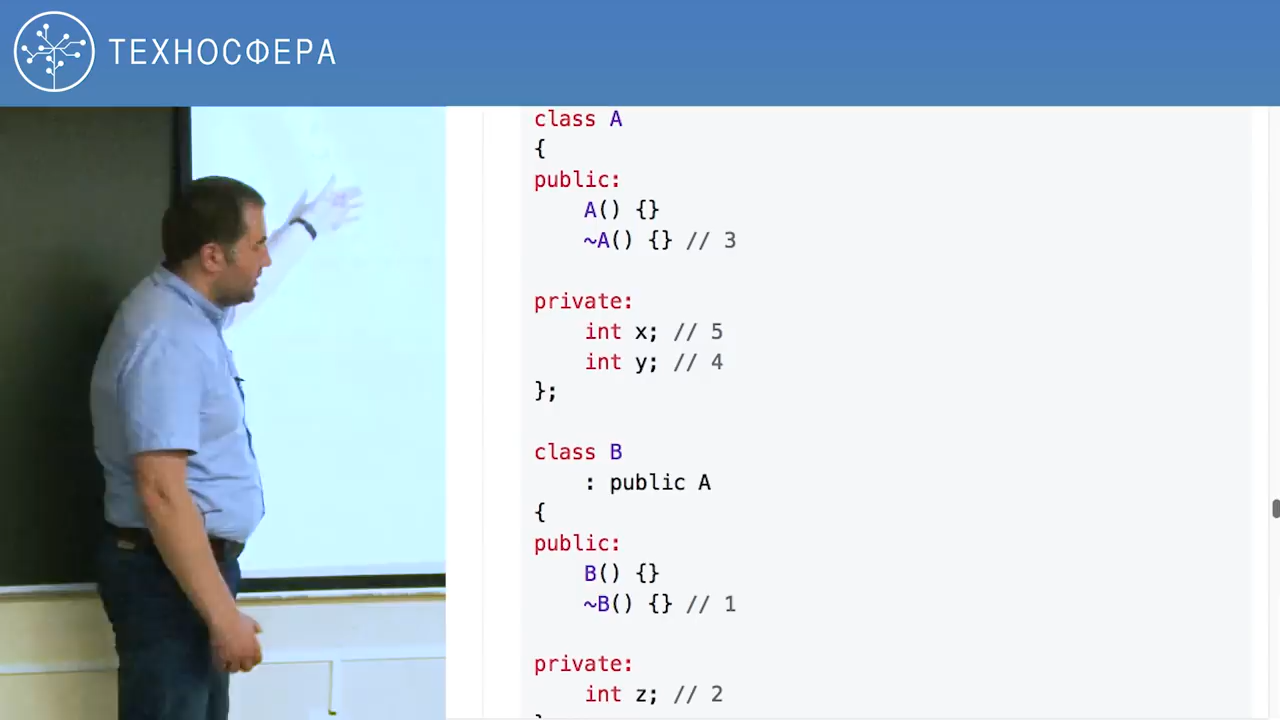 ТЕХНОСФЕРА
class A
{
public:
    A() {}
    ~A() {} // 3
private:
    int x; // 5
    int y; // 4
};
class B
    : public A
{
public:
    B() {}
    ~B() {} // 1
private:
    int z; // 2